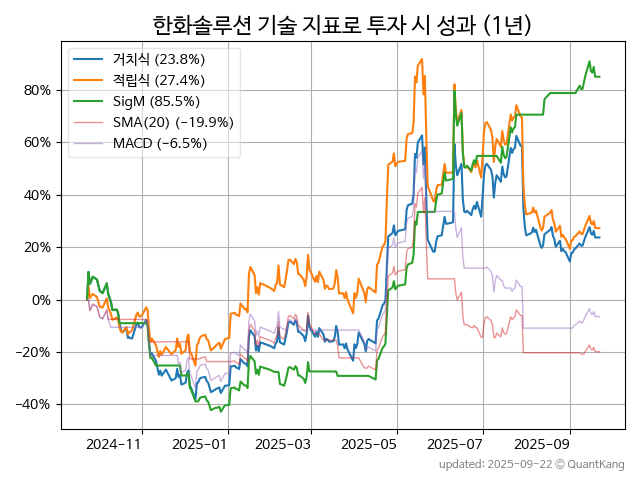 한화솔루션 기술 지표로 투자 시 성과 (1년)
거치식 (23.8%)
적립식 (27.4%)
SigM (85.5%)
SMA(20) (−19.9%)
MACD (−6.5%)
80%
60%
40%
20%
0%
−20%
−40%
2024-11 2025-01 2025-03 2025-05 2025-07 2025-09
updated: 2025-09-22 © QuantKang